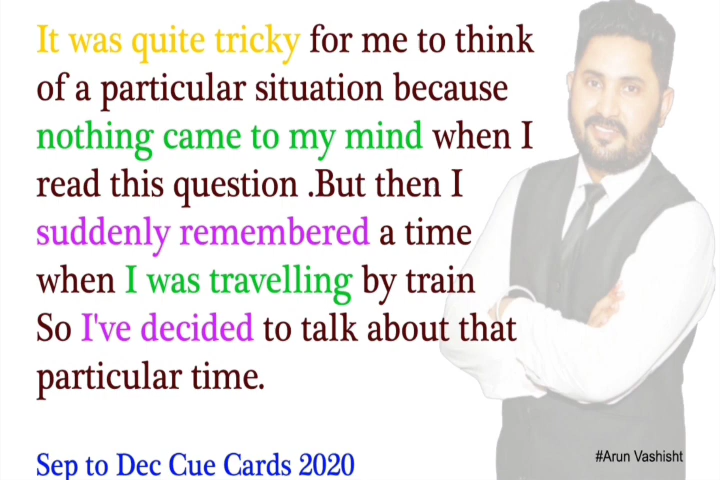 It was quite tricky for me to think
of a particular situation because
nothing came to my mind when I
read this question .But then I
suddenly remembered a time
when I was travelling by train
So I've decided to talk about that
particular time.
Sep to Dec Cue Cards 2020
#Arun Vashisht